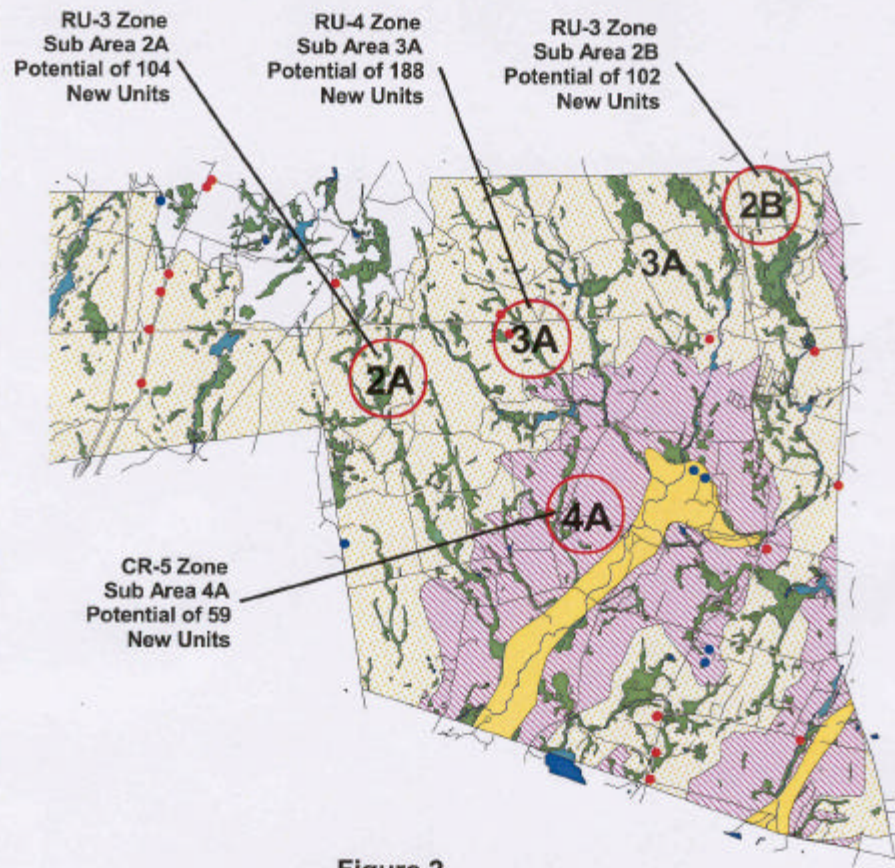 RU-3 Zone
Sub Area 2A
Potential of 104
New Units
RU-4 Zone
Sub Area 3A
Potential of 188
New Units
RU-3 Zone
Sub Area 2B
Potential of 102
New Units
2B
3A
3A
2A
4A
CR-5 Zone
Sub Area 4A
Potential of 59
New Units
Figure 2